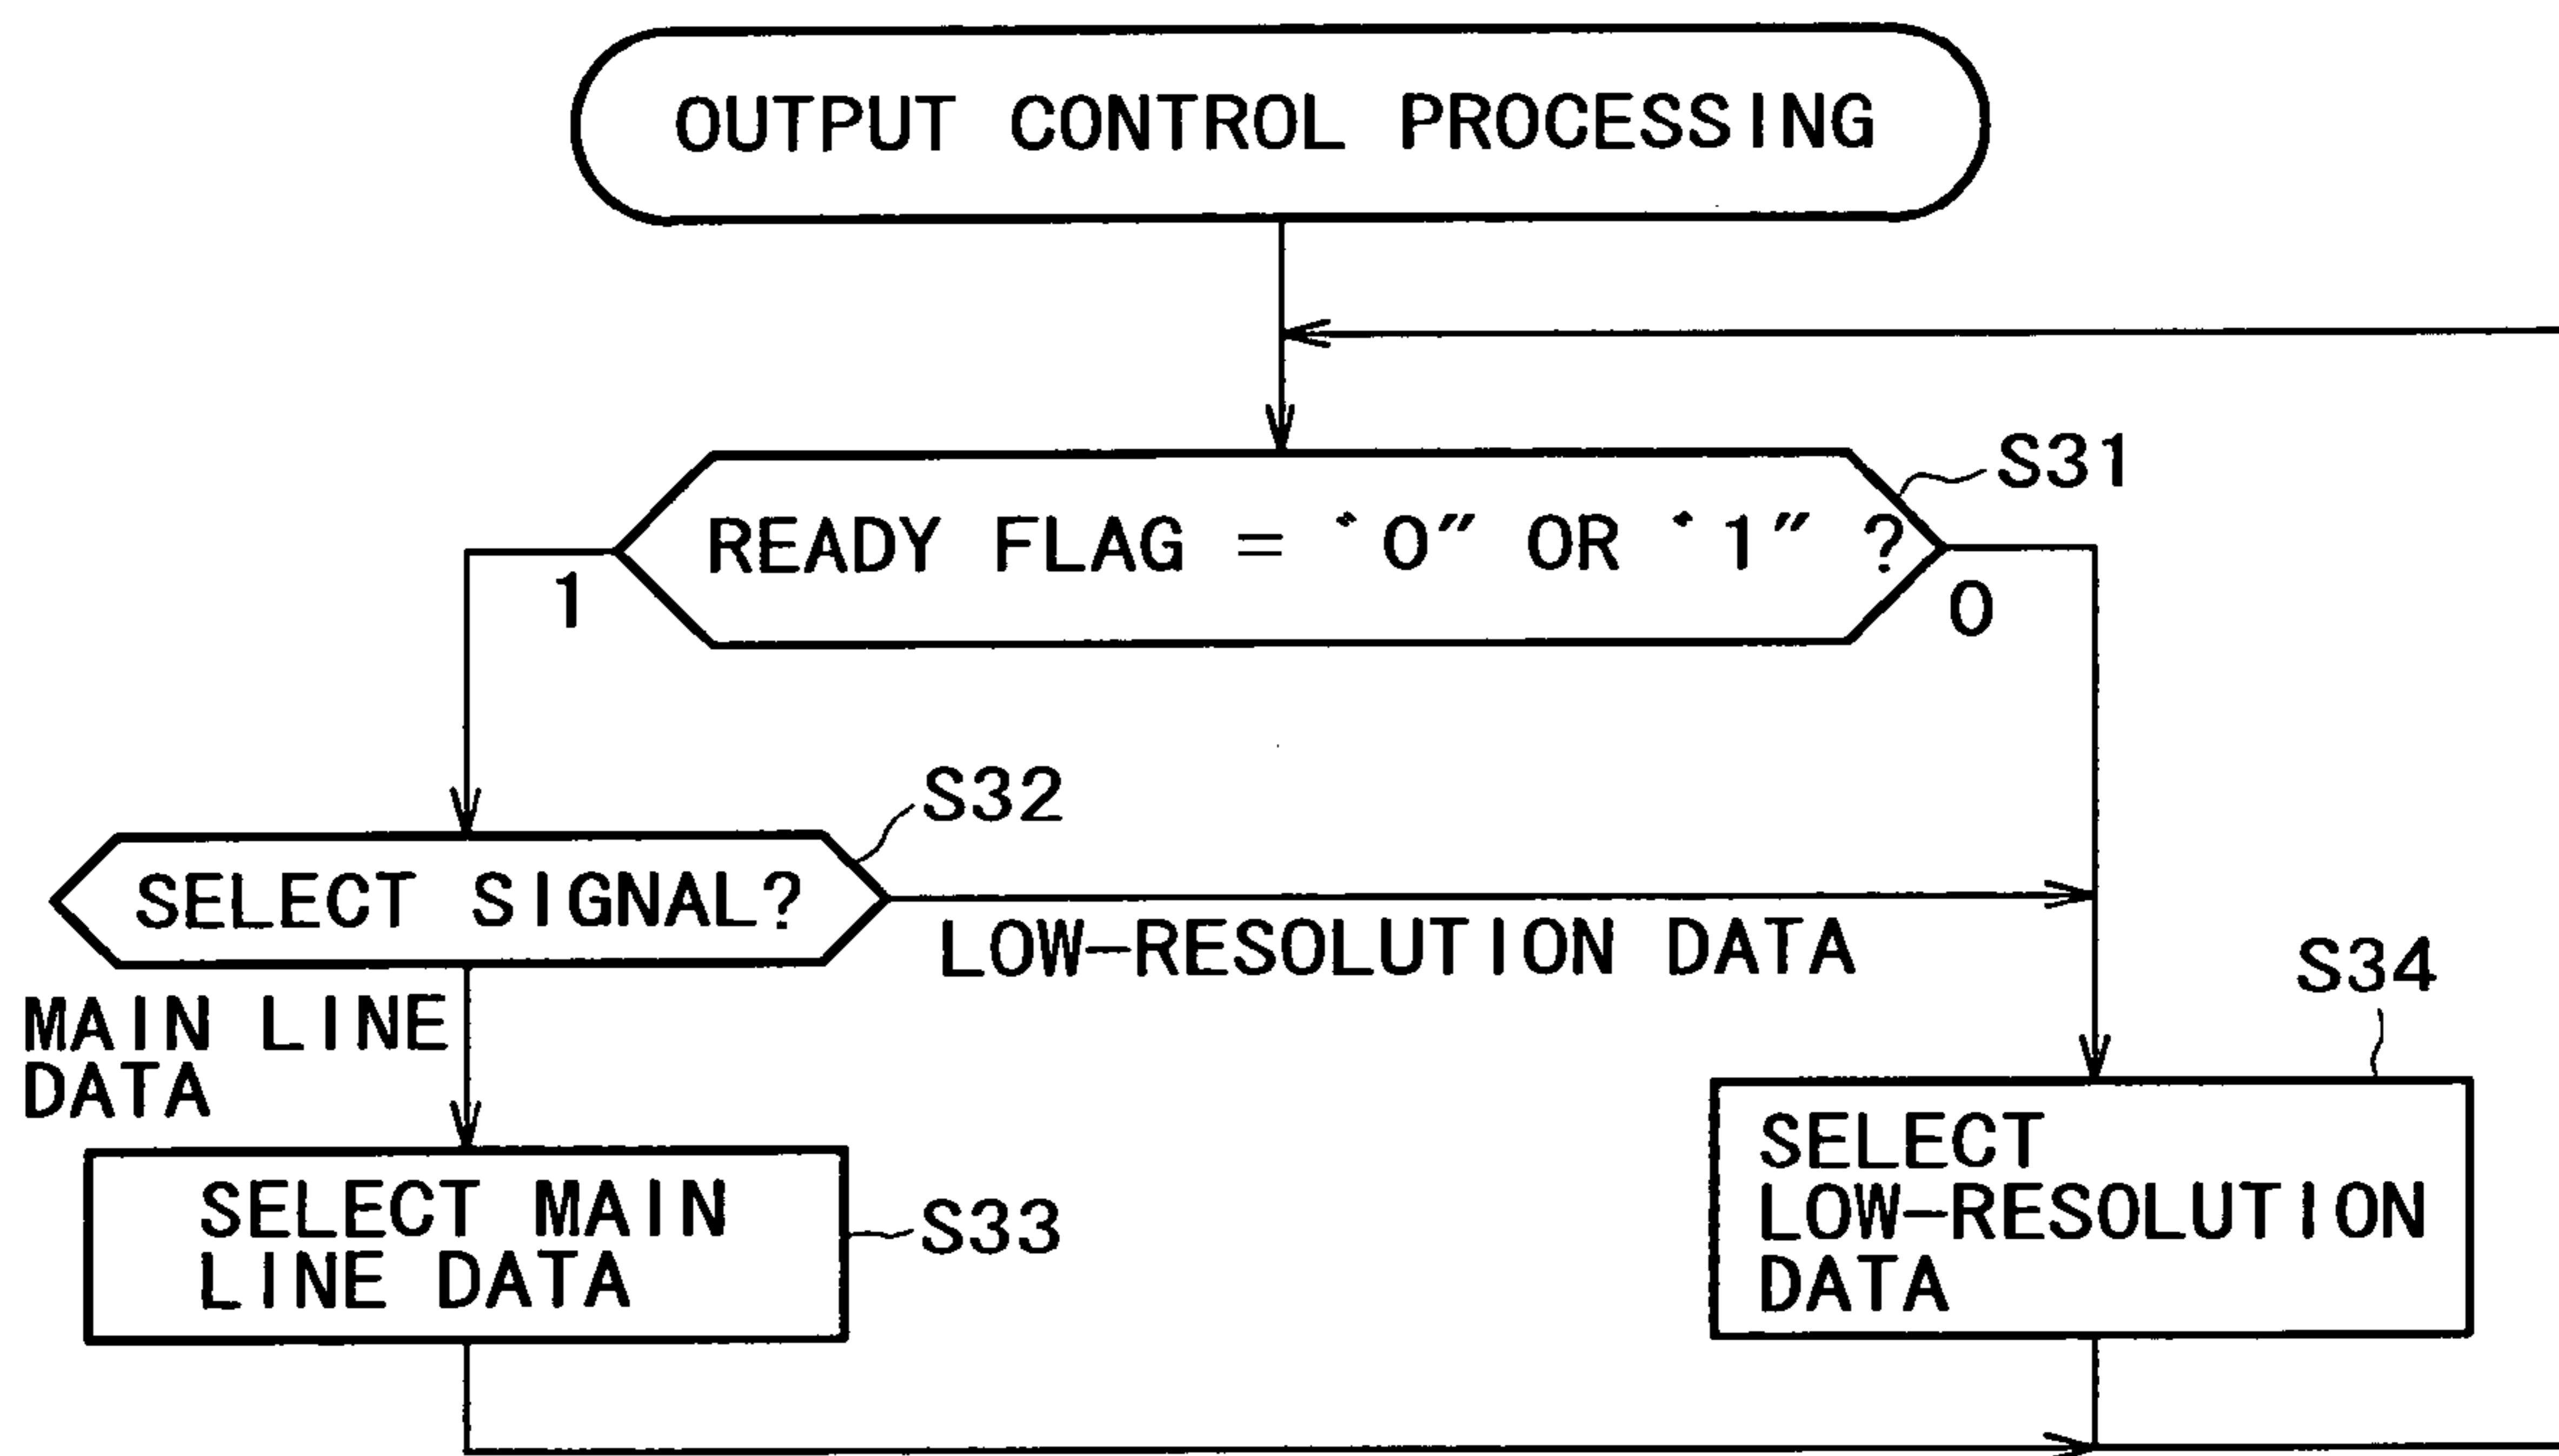 OUTPUT CONTROL PROCESSING
S31
READY FLAG = `0″ OR `1″ ?
1
0
S32
SELECT SIGNAL?
LOW-RESOLUTION DATA
S34
MAIN LINE
DATA
SELECT
LOW-RESOLUTION
DATA
SELECT MAIN
LINE DATA
S33